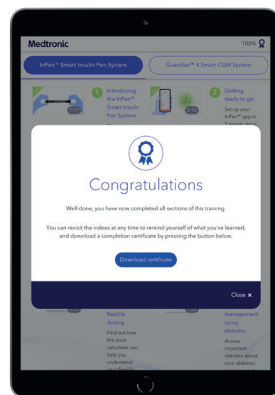 Medtronic
100%
InPen™ Smart Insulin Pen System
Guardian™ 4 Smart CGM System
1
Introducing
the InPen™
Smart Insulin
Pen System
2
Getting
ready to go
Set up your
InPen™ app in
Congratulations
Well done, you have now completed all sections of this training.
You can revisit the videos at any time to remind yourself of what you've learned,
and download a completion certificate by pressing the button below.
Download certificate
Close ×
flexible
dosing
Find out how
the dose
calculator can
help you
understand
management
using
statistics
Access
important
statistics about
your distance